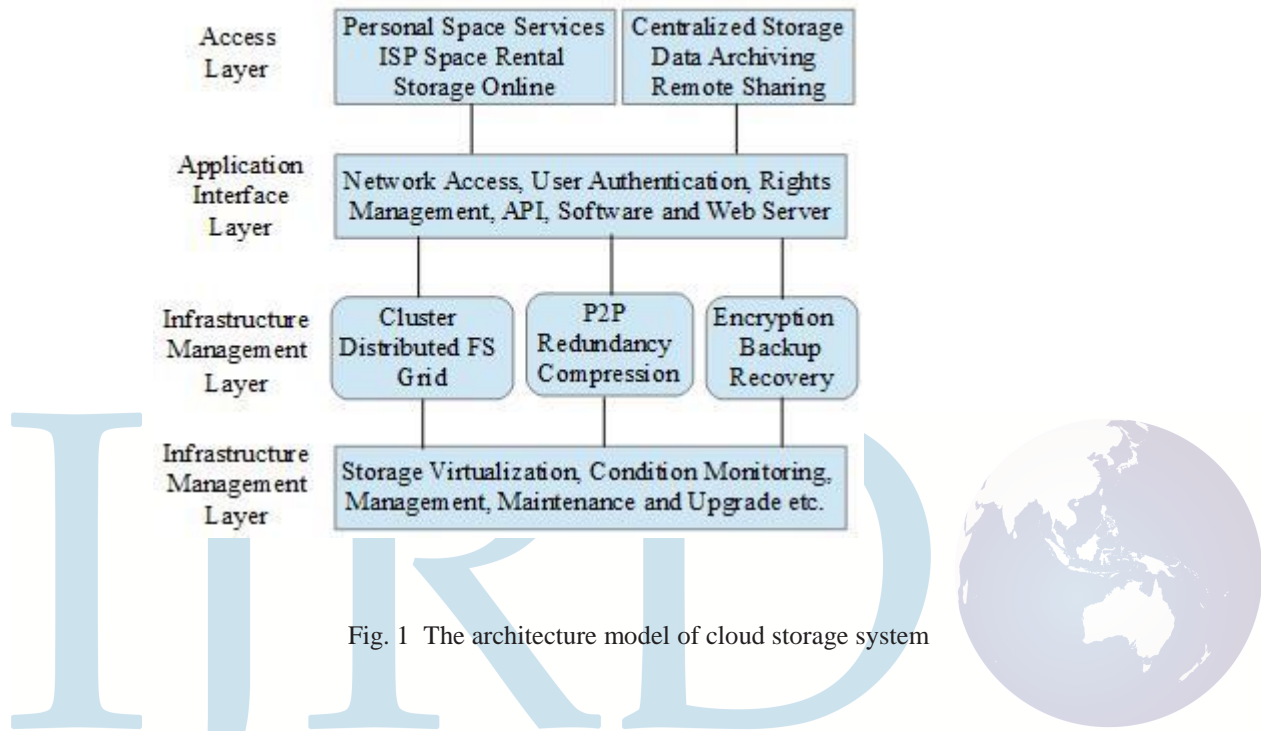 Access
Layer
Personal Space Services
ISP Space Rental
Storage Online
Centralized Storage
Data Archiving
Remote Sharing
Application
Interface
Layer
Network Access, User Authentication, Rights
Management, API, Software and Web Server
Infrastructure
Management
Layer
Cluster
Distributed FS
Grid
P2P
Redundancy
Compression
Encryption
Backup
Recovery
Infrastructure
Management
Layer
Storage Virtualization, Condition Monitoring,
Management, Maintenance and Upgrade etc.
IJRD
Fig. 1 The architecture model of cloud storage system